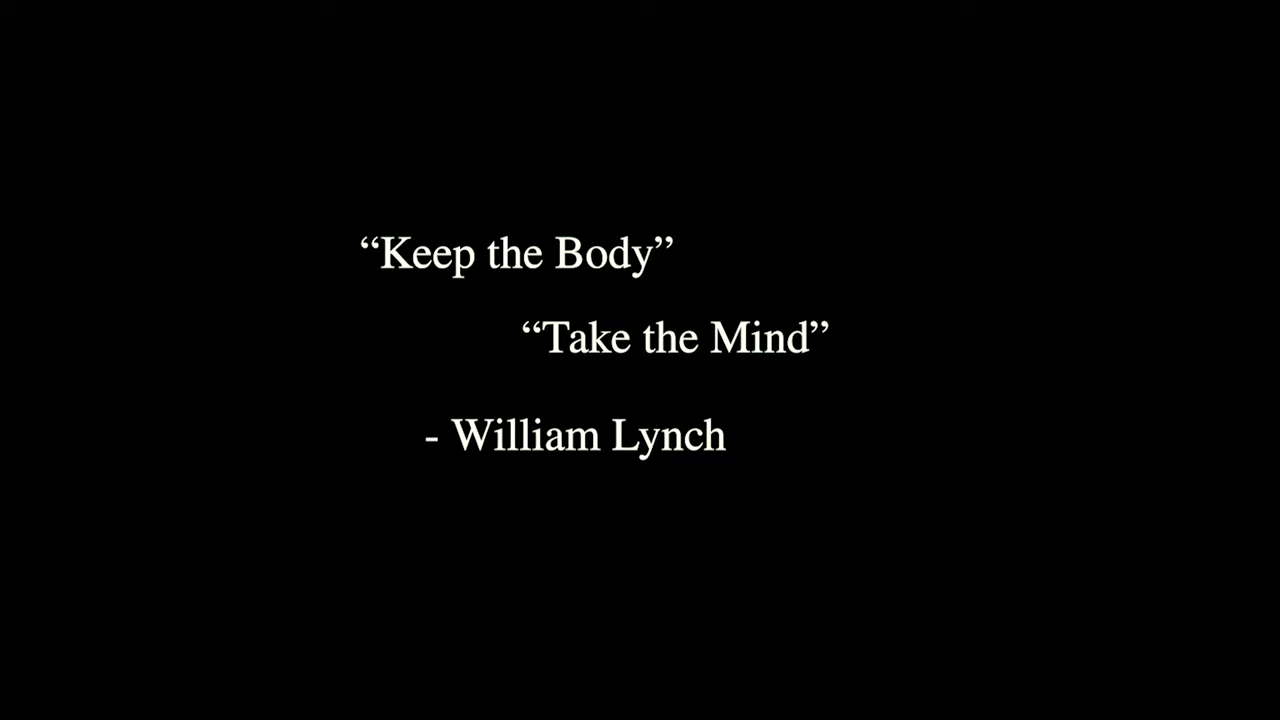 “Keep the Body”
“Take the Mind”
- William Lynch